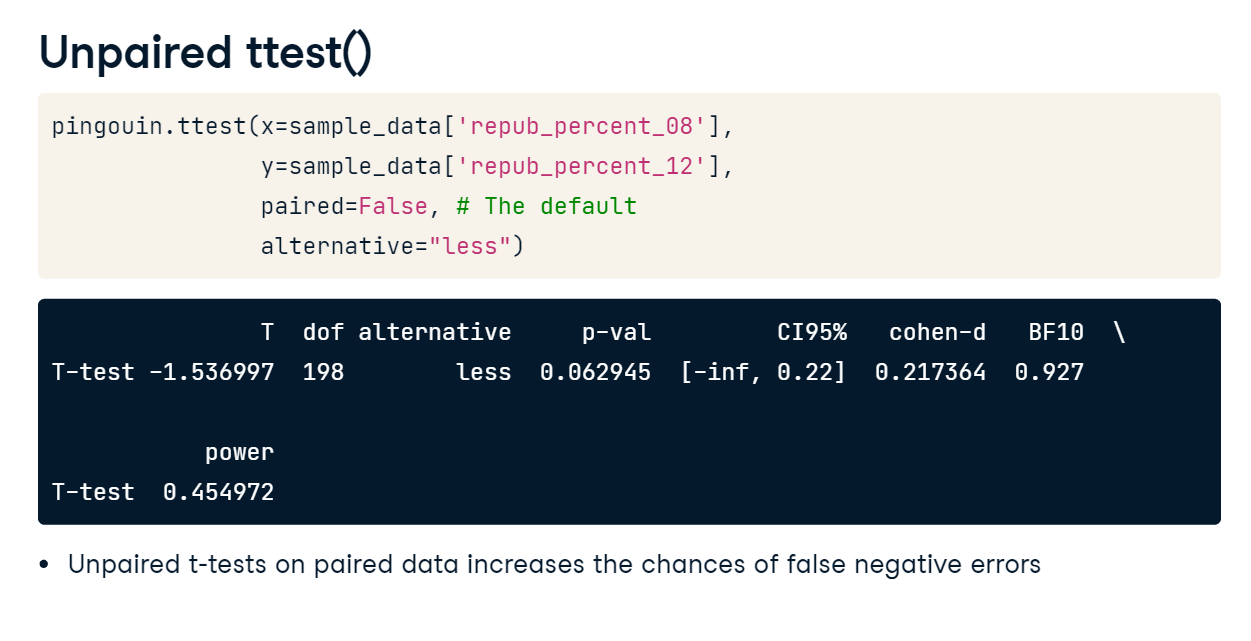 Unpaired ttest()
pingouin.ttest(x=sample_data['repub_percent_08'],
               y=sample_data['repub_percent_12'],
               paired=False, # The default
               alternative="less")
               T  dof alternative     p-val         CI95%   cohen-d   BF10  \
T-test -1.536997  198        less  0.062945  [-inf, 0.22]  0.217364  0.927
           power
T-test  0.454972
• Unpaired t-tests on paired data increases the chances of false negative errors